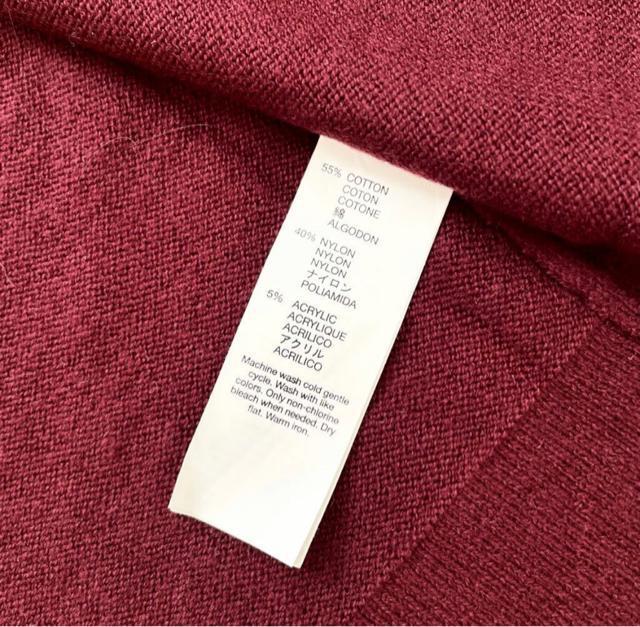 55% COTTON
COTON
COTONE
綿
ALGODON
40% NYLON
NYLON
NYLON
ナイロン
POLIAMIDA
5% ACRYLIC
ACRYLIQUE
ACRILICO
アクリル
ACRILICO
Machine wash cold gentle
cycle. Wash with like
colors. Only non-chlorine
bleach when needed. Dry
flat. Warm iron.